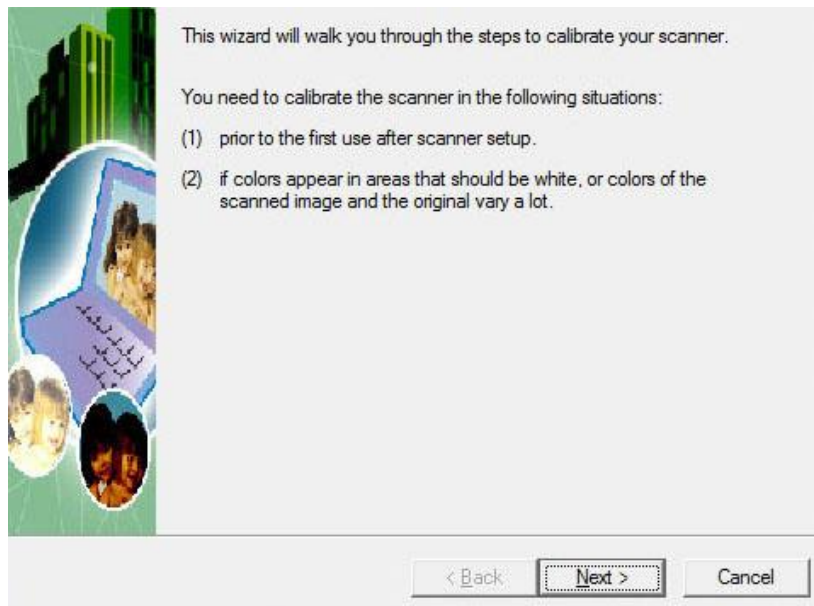 This wizard will walk you through the steps to calibrate your scanner.
You need to calibrate the scanner in the following situations:
(1) prior to the first use after scanner setup.
(2) if colors appear in areas that should be white, or colors of the
scanned image and the original vary a lot.
< Back
Next >
Cancel